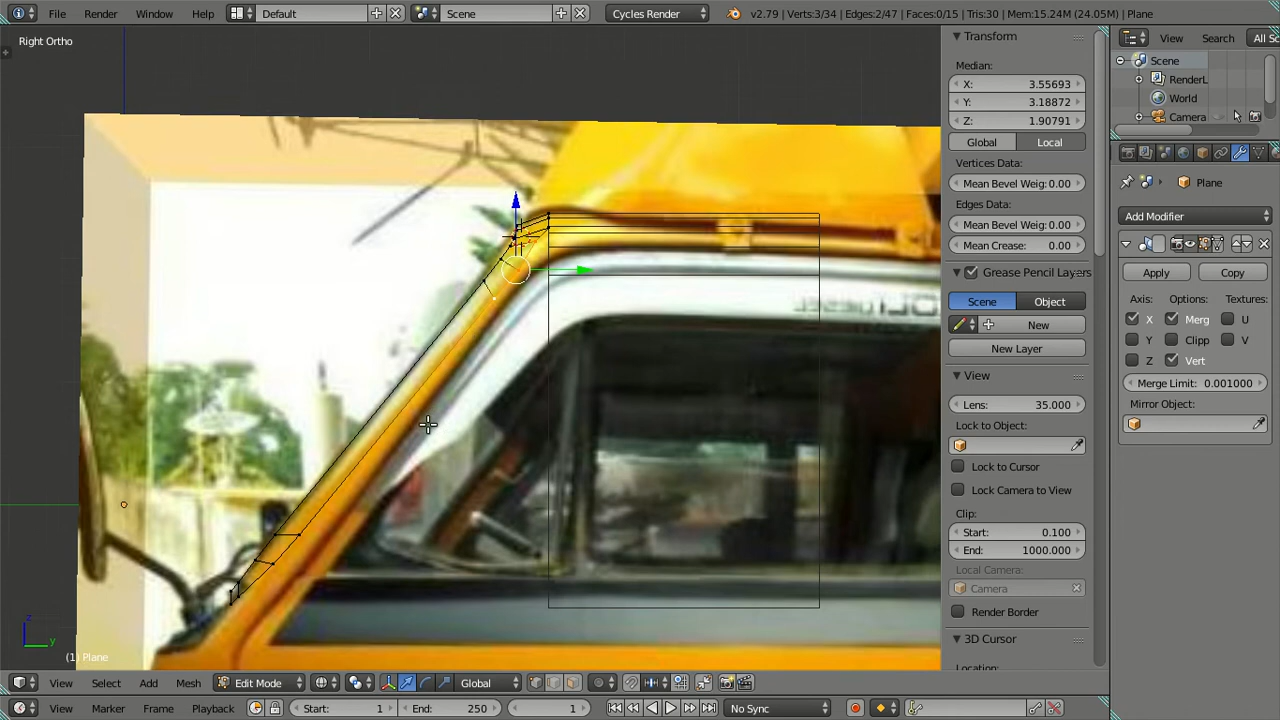 File Render Window Help Default Scene Cycles Render v2.79 | Verts:3/34 | Edges:2/47 | Faces:0/15 | Tris:30 | Mem:15.24M (24.05M) | Plane
Right Ortho
Transform
Median:
X: 3.55693
Y: 3.18872
Z: 1.90791
Global Local
Vertices Data:
Mean Bevel Weig:0.00
Edges Data:
Mean Bevel Weig:0.00
Mean Crease: 0.00
Grease Pencil Layers
Scene Object
New
New Layer
View
Lens: 35.000
Lock to Object:
Lock to Cursor
Lock Camera to View
Clip:
Start: 0.100
End: 1000.000
Local Camera:
Camera
Render Border
3D Cursor
Location:
View Search All Sc
Scene
RenderL
World
Camera
Plane
Add Modifier
Apply Copy
Axis: Options: Textures:
X Merg U
Y Clipp V
Z Vert
Merge Limit: 0.001000
Mirror Object:
z
y
(1) Plane
View Select Add Mesh Edit Mode Global
View Marker Frame Playback Start: 1 End: 250 1 No Sync